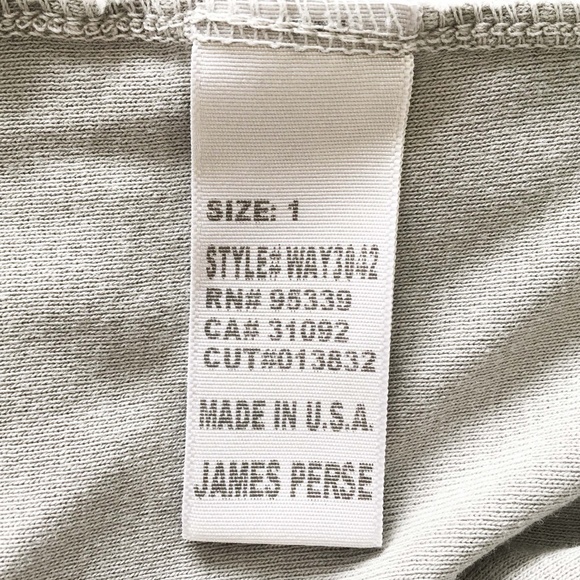 SIZE: 1
STYLE# WAY3042
RN# 95339
CA# 31092
CUT#013832
MADE IN U.S.A.
JAMES PERSE